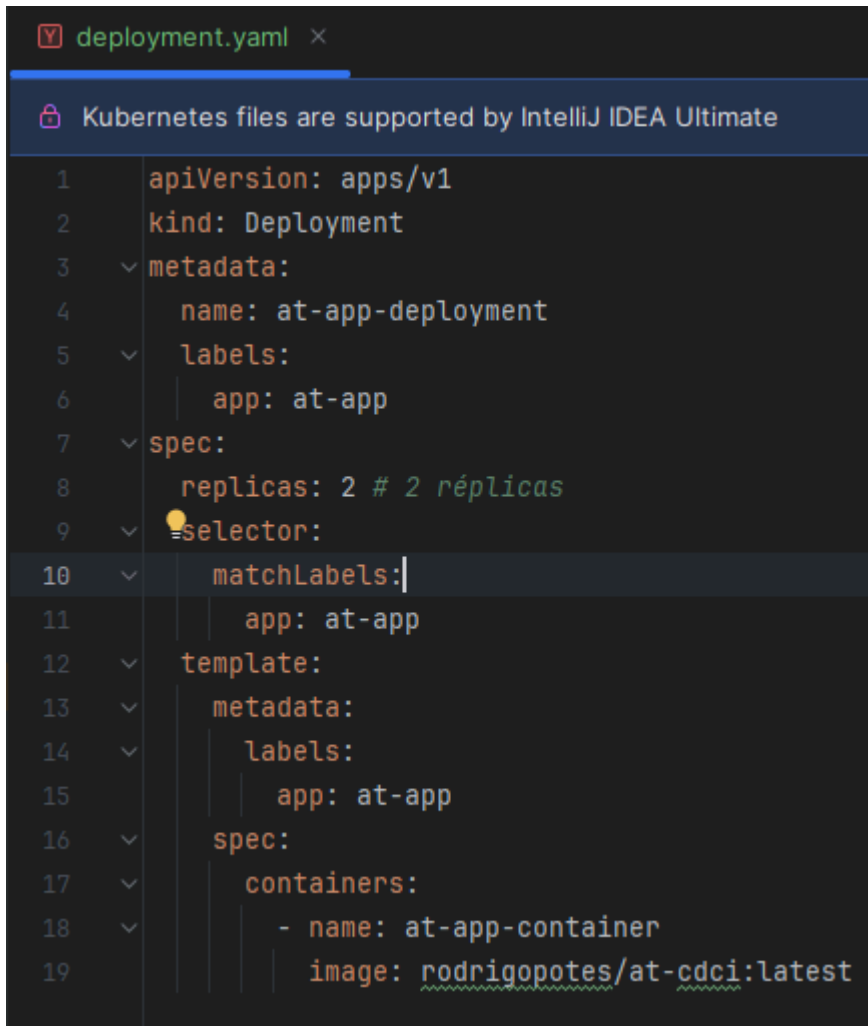 deployment.yaml
Kubernetes files are supported by IntelliJ IDEA Ultimate
1 apiVersion: apps/v1
2 kind: Deployment
3 metadata:
4   name: at-app-deployment
5   labels:
6     app: at-app
7 spec:
8   replicas: 2 # 2 réplicas
9   selector:
10     matchLabels:
11       app: at-app
12   template:
13     metadata:
14       labels:
15         app: at-app
16     spec:
17       containers:
18         - name: at-app-container
19           image: rodrigopotes/at-cdci:latest